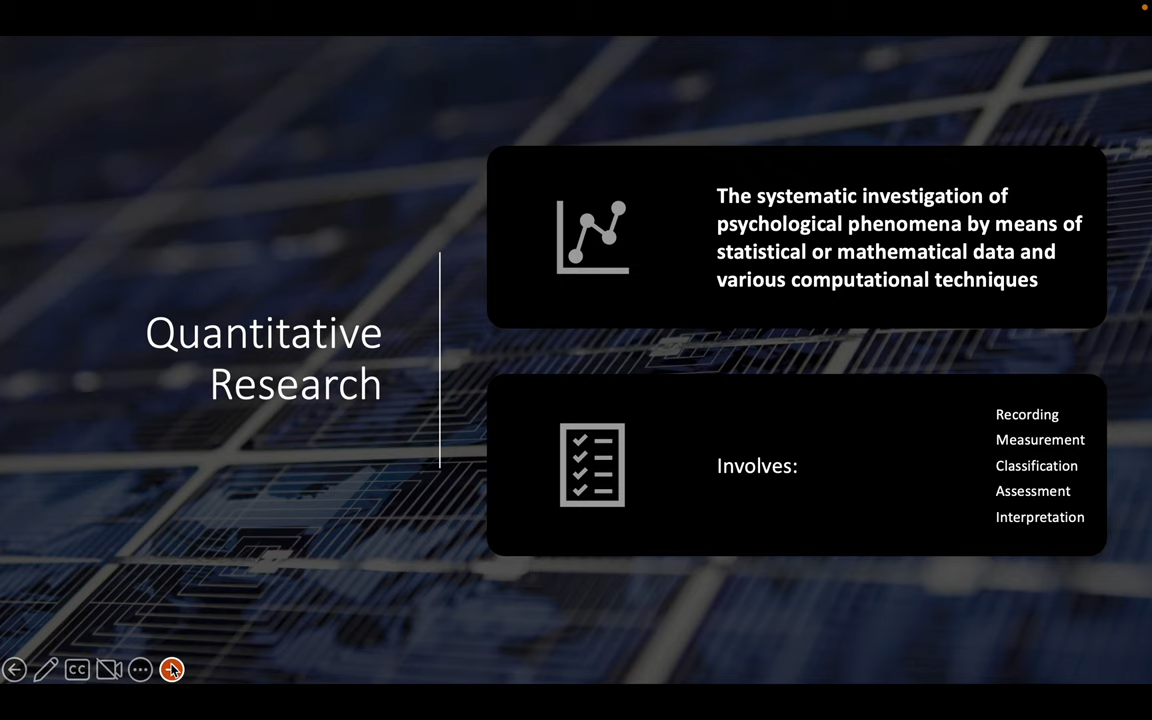 Quantitative
Research
The systematic investigation of
psychological phenomena by means of
statistical or mathematical data and
various computational techniques
Involves:
Recording
Measurement
Classification
Assessment
Interpretation
CC